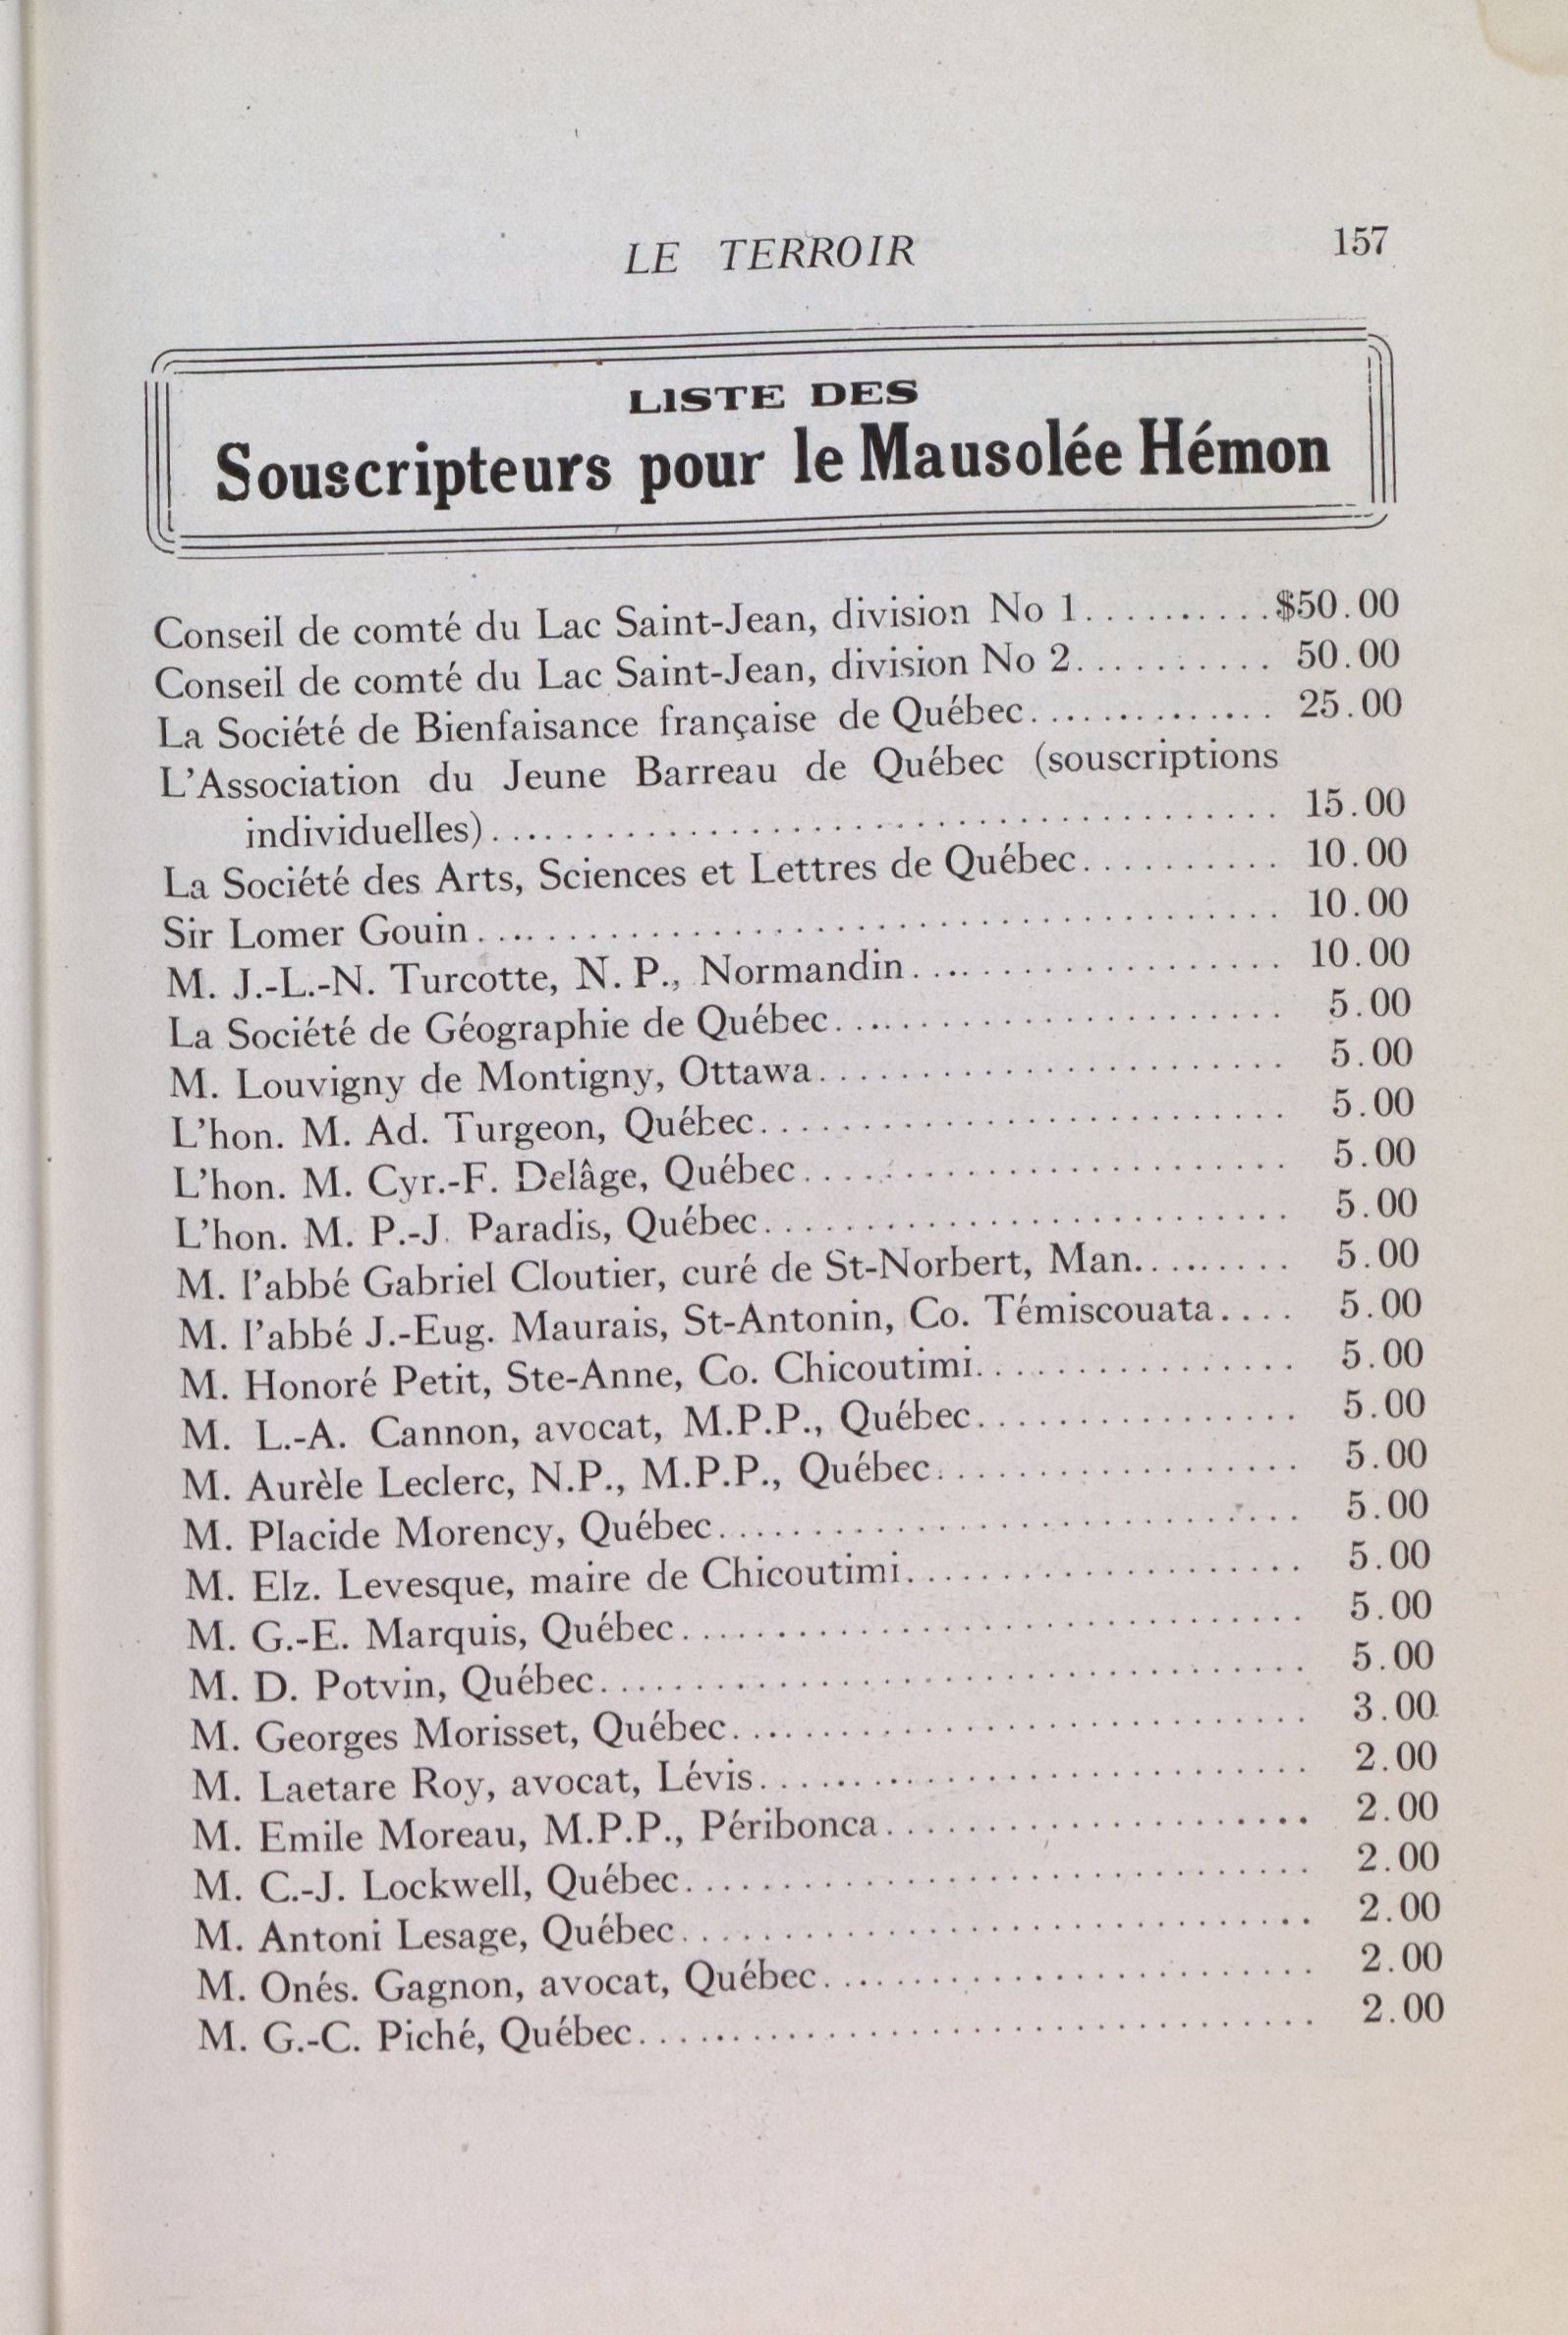 LE TERROIR 157
LISTE DES
Souscripteurs pour le Mausolée Hémon
Conseil de comté du Lac Saint-Jean, division No 1...........$50.00
Conseil de comté du Lac Saint-Jean, division No 2........... 50.00
La Société de Bienfaisance française de Québec.............. 25.00
L'Association du Jeune Barreau de Québec (souscriptions
individuelles)............................................. 15.00
La Société des Arts, Sciences et Lettres de Québec........... 10.00
Sir Lomer Gouin............................................. 10.00
M. J.-L.-N. Turcotte, N. P., Normandin..................... 10.00
La Société de Géographie de Québec......................... 5.00
M. Louvigny de Montigny, Ottawa.......................... 5.00
L'hon. M. Ad. Turgeon, Québec............................. 5.00
L'hon. M. Cyr.-F. Delâge, Québec........................... 5.00
L'hon. M. P.-J. Paradis, Québec............................. 5.00
M. l'abbé Gabriel Cloutier, curé de St-Norbert, Man......... 5.00
M. l'abbé J.-Eug. Maurais, St-Antonin, Co. Témiscouata.... 5.00
M. Honoré Petit, Ste-Anne, Co. Chicoutimi................. 5.00
M. L.-A. Cannon, avocat, M.P.P., Québec.................. 5.00
M. Aurèle Leclerc, N.P., M.P.P., Québec.................... 5.00
M. Placide Morency, Québec................................ 5.00
M. Elz. Levesque, maire de Chicoutimi...................... 5.00
M. G.-E. Marquis, Québec.................................. 5.00
M. D. Potvin, Québec....................................... 5.00
M. Georges Morisset, Québec................................ 3.00
M. Laetare Roy, avocat, Lévis............................... 2.00
M. Emile Moreau, M.P.P., Péribonca........................ 2.00
M. C.-J. Lockwell, Québec................................... 2.00
M. Antoni Lesage, Québec................................... 2.00
M. Onés. Gagnon, avocat, Québec........................... 2.00
M. G.-C. Piché, Québec...................................... 2.00